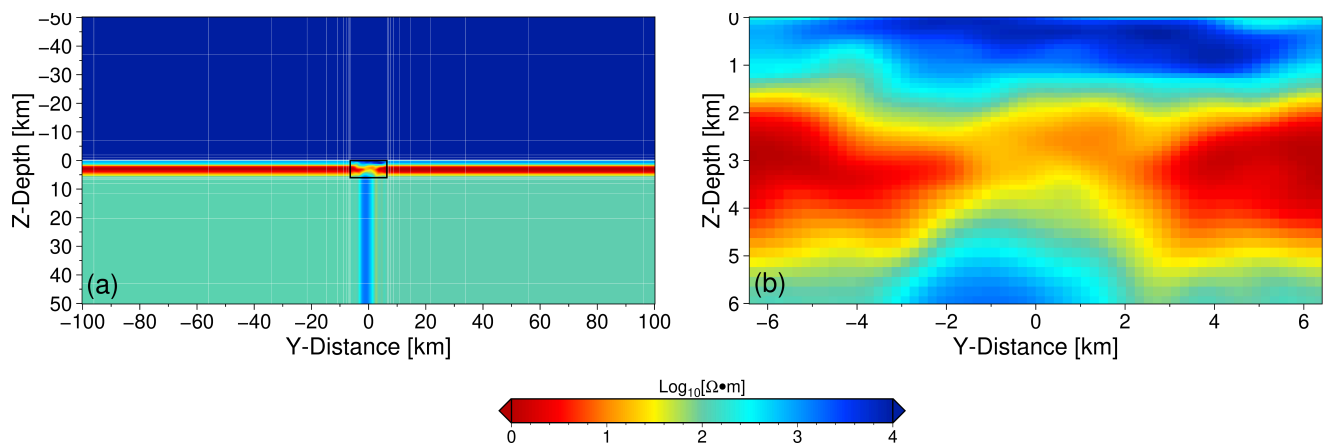 −50
−40
−30
−20
−10
0
10
20
30
40
50
Z-Depth [km]
(a)
−100 −80 −60 −40 −20 0 20 40 60 80 100
Y-Distance [km]
0
1
2
3
4
5
6
Z-Depth [km]
(b)
−6 −4 −2 0 2 4 6
Y-Distance [km]
Log₁₀[Ω•m]
0 1 2 3 4